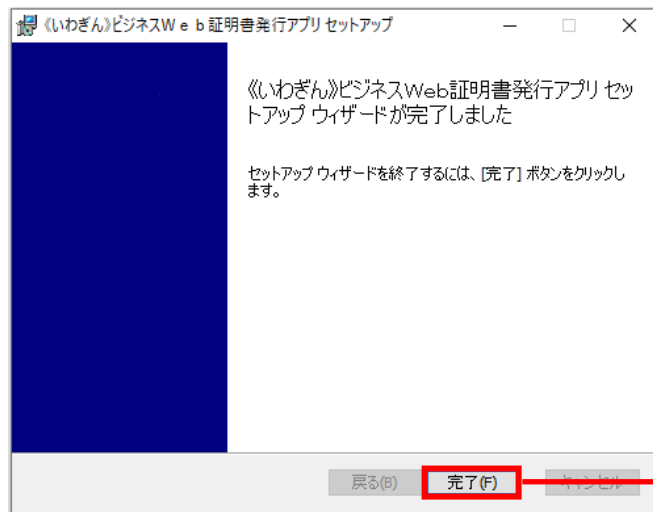 《いわぎん》ビジネスＷｅｂ証明書発行アプリ セットアップ
《いわぎん》ビジネスWeb証明書発行アプリ セッ
トアップ ウィザードが完了しました
セットアップ ウィザードを終了するには、[完了] ボタンをクリックし
ます。
戻る(B)
完了(F)
キャンセル